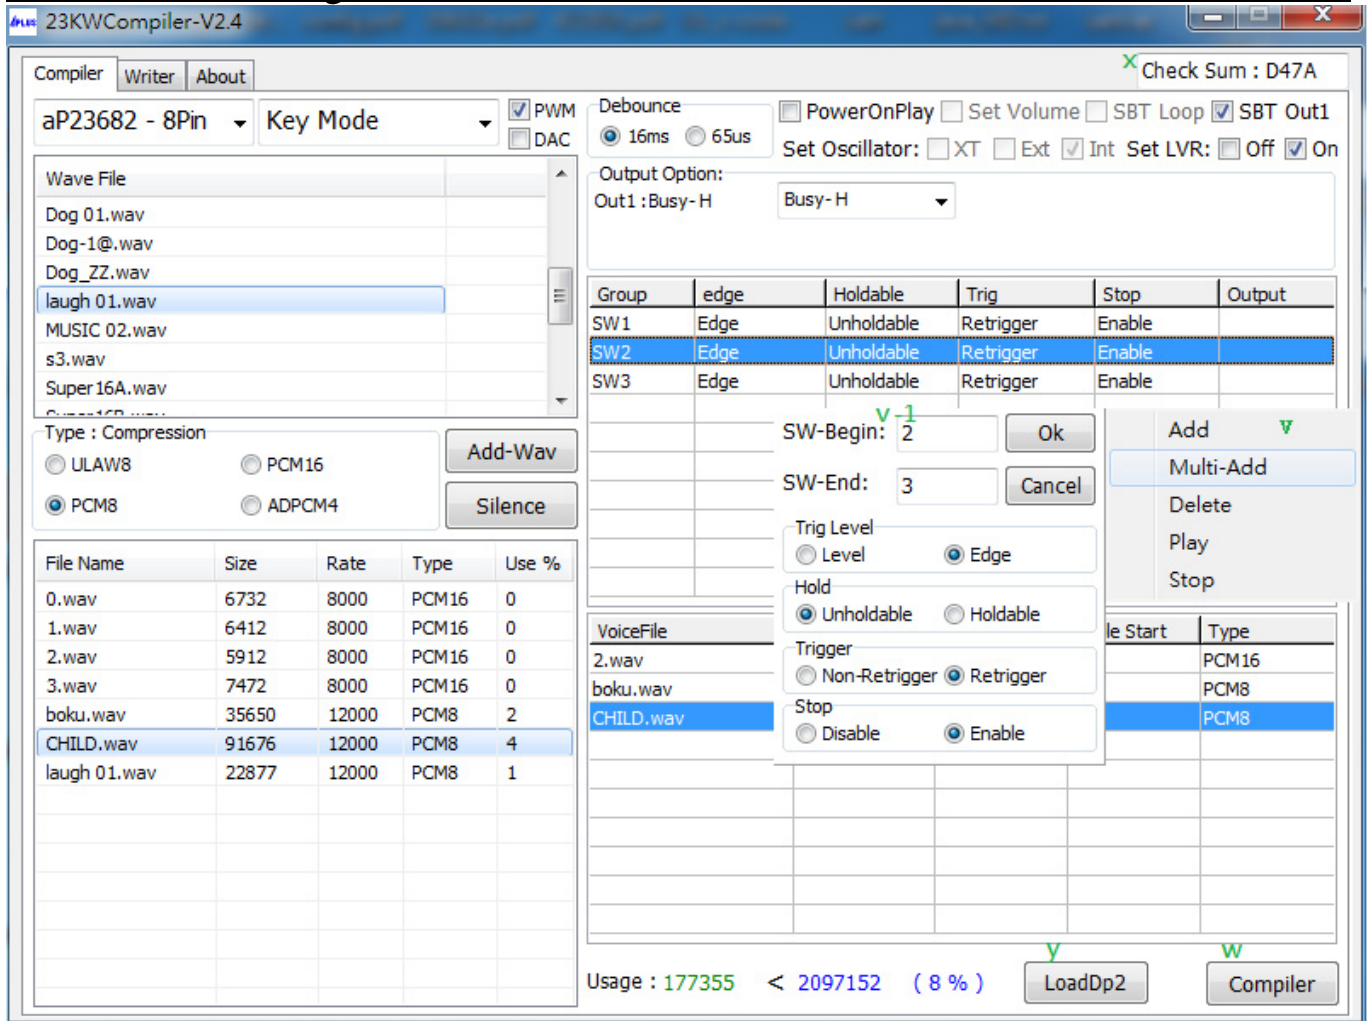 aPLUS 23KWCompiler-V2.4
Compiler Writer About
x Check Sum : D47A
aP23682 - 8Pin Key Mode
PWM
DAC
Debounce
16ms 65us
PowerOnPlay Set Volume SBT Loop SBT Out1
Set Oscillator: XT Ext Int Set LVR: Off On
Output Option:
Out1 :Busy- H Busy- H
Wave File
Dog 01.wav
Dog-1@.wav
Dog_ZZ.wav
laugh 01.wav
MUSIC 02.wav
s3.wav
Super16A.wav
Type : Compression
ULAW8 PCM16
PCM8 ADPCM4
Add-Wav
Silence
File Name Size Rate Type Use %
0.wav 6732 8000 PCM16 0
1.wav 6412 8000 PCM16 0
2.wav 5912 8000 PCM16 0
3.wav 7472 8000 PCM16 0
boku.wav 35650 12000 PCM8 2
CHILD.wav 91676 12000 PCM8 4
laugh 01.wav 22877 12000 PCM8 1
Group edge Holdable Trig Stop Output
SW1 Edge Unholdable Retrigger Enable
SW2 Edge Unholdable Retrigger Enable
SW3 Edge Unholdable Retrigger Enable
v-1
SW-Begin: 2 Ok
SW-End: 3 Cancel
Trig Level
Level Edge
Hold
Unholdable Holdable
Trigger
Non-Retrigger Retrigger
Stop
Disable Enable
Add v
Multi-Add
Delete
Play
Stop
VoiceFile le Start Type
2.wav PCM16
boku.wav PCM8
CHILD.wav PCM8
y w
Usage : 177355 < 2097152 ( 8 % ) LoadDp2 Compiler